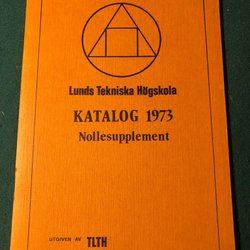 Lunds Tekniska Högskola
KATALOG 1973
Nollesupplement
UTGIVEN AV TLTH